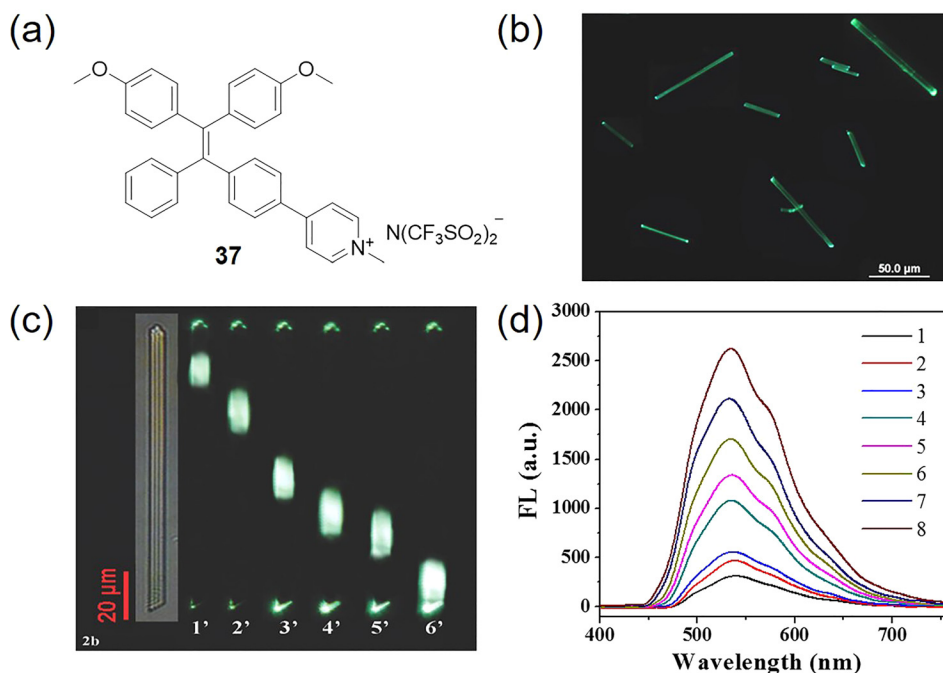 (a)
O
O
N+
N(CF3SO2)2−
37
(b)
50.0 μm
(c)
20 μm
2b
1’ 2’ 3’ 4’ 5’ 6’
(d)
3000
2500
2000
1500
1000
500
0
FL (a.u.)
1
2
3
4
5
6
7
8
400 500 600 700
Wavelength (nm)